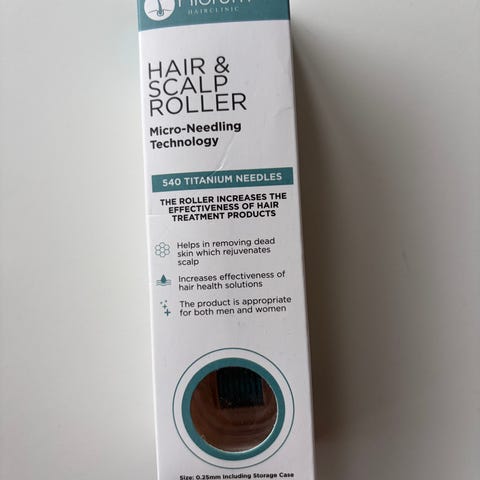 HAIRCLINIC
HAIR &
SCALP
ROLLER
Micro-Needling
Technology
540 TITANIUM NEEDLES
THE ROLLER INCREASES THE
EFFECTIVENESS OF HAIR
TREATMENT PRODUCTS
Helps in removing dead
skin which rejuvenates
scalp
Increases effectiveness of
hair health solutions
The product is appropriate
for both men and women
Size: 0.25mm Including Storage Case